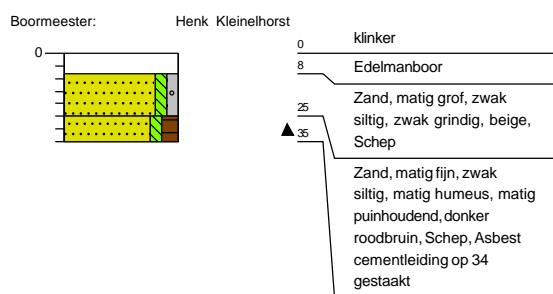 Boormeester: Henk Kleinelhorst
0
0 klinker
8 Edelmanboor
Zand, matig grof, zwak
25 siltig, zwak grindig, beige,
35 Schep
Zand, matig fijn, zwak
siltig, matig humeus, matig
puinhoudend, donker
roodbruin, Schep, Asbest
cementleiding op 34
gestaakt